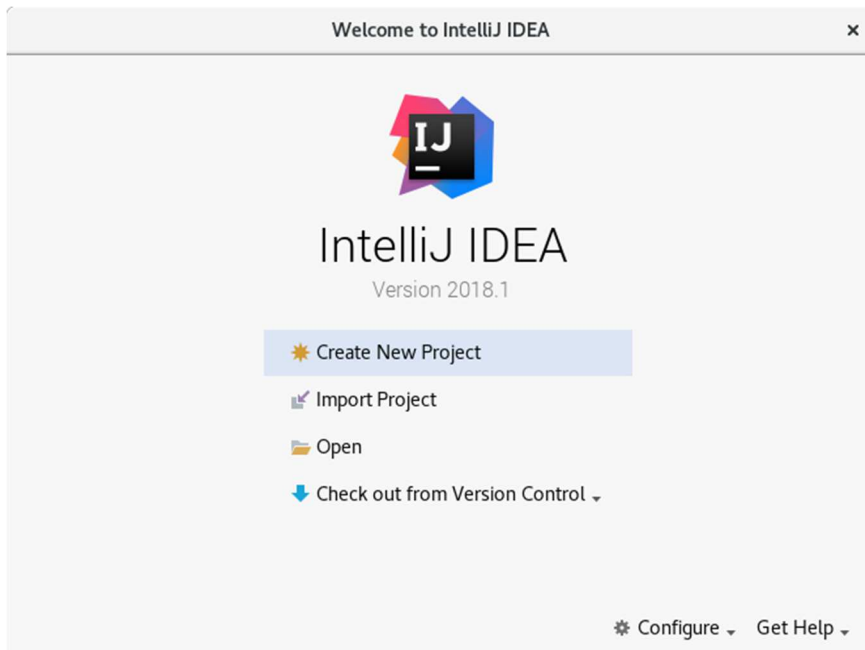 Welcome to IntelliJ IDEA
IJ
IntelliJ IDEA
Version 2018.1
Create New Project
Import Project
Open
Check out from Version Control
Configure Get Help